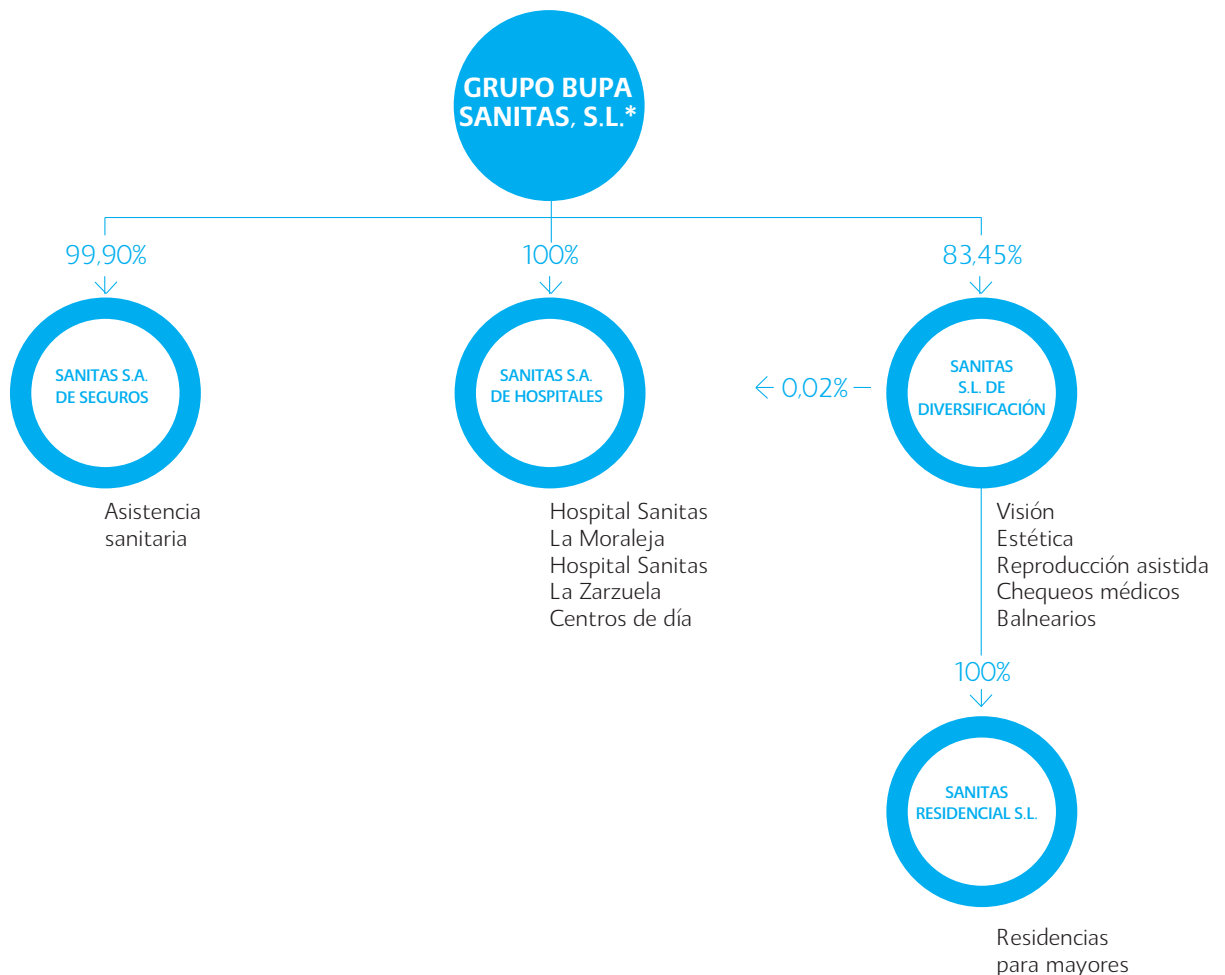 GRUPO BUPA
SANITAS, S.L.*
99,90%
100%
83,45%
SANITAS S.A.
DE SEGUROS
SANITAS S.A.
DE HOSPITALES
0,02%
SANITAS
S.L. DE
DIVERSIFICACIÓN
Asistencia
sanitaria
Hospital Sanitas
La Moraleja
Hospital Sanitas
La Zarzuela
Centros de día
Visión
Estética
Reproducción asistida
Chequeos médicos
Balnearios
100%
SANITAS
RESIDENCIAL S.L.
Residencias
para mayores